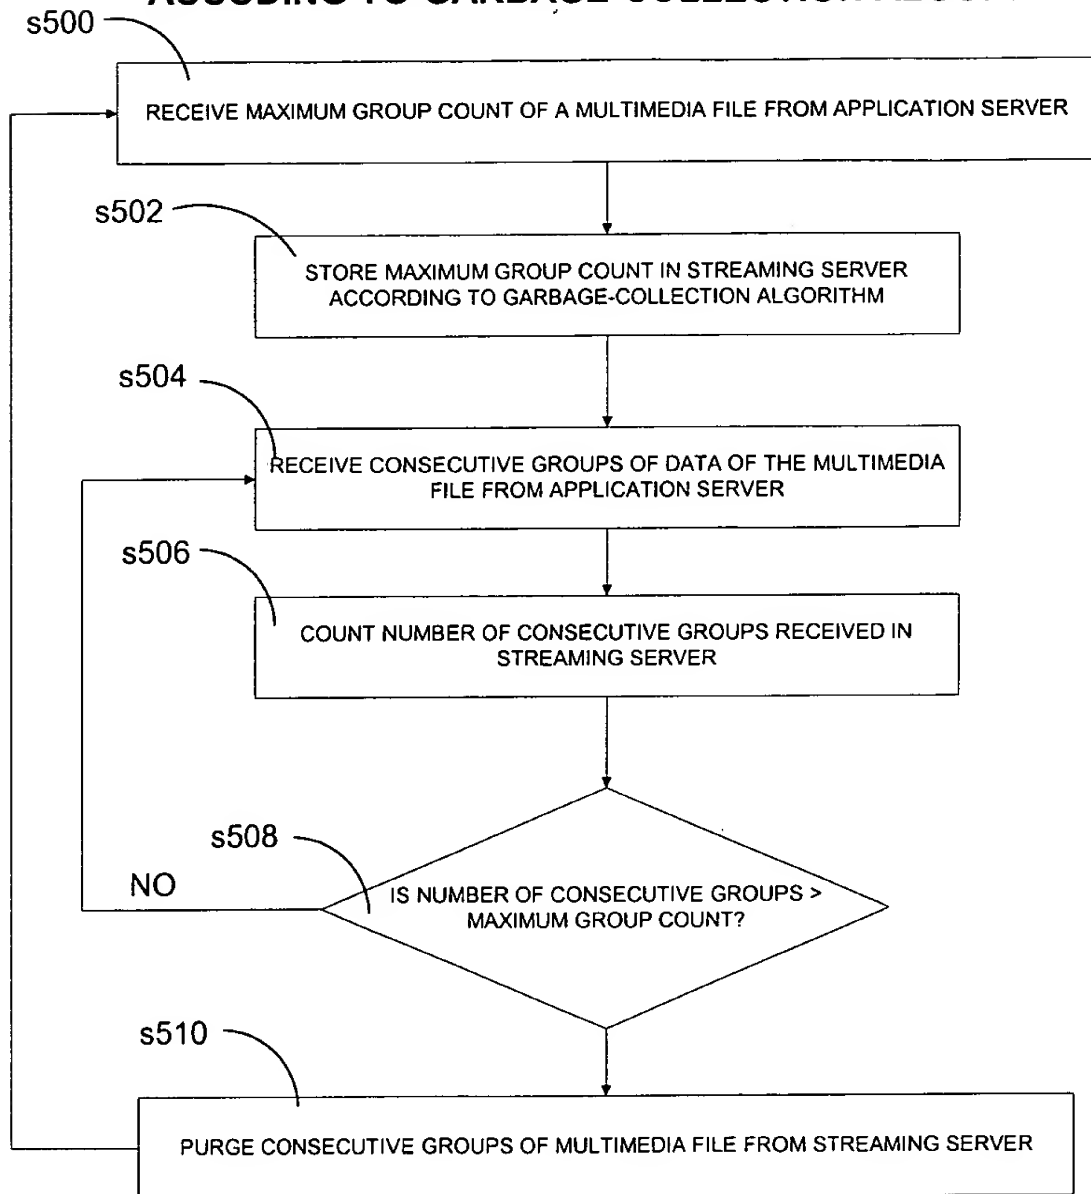 s500
RECEIVE MAXIMUM GROUP COUNT OF A MULTIMEDIA FILE FROM APPLICATION SERVER
s502
STORE MAXIMUM GROUP COUNT IN STREAMING SERVER
ACCORDING TO GARBAGE-COLLECTION ALGORITHM
s504
RECEIVE CONSECUTIVE GROUPS OF DATA OF THE MULTIMEDIA
FILE FROM APPLICATION SERVER
s506
COUNT NUMBER OF CONSECUTIVE GROUPS RECEIVED IN
STREAMING SERVER
s508
NO
IS NUMBER OF CONSECUTIVE GROUPS >
MAXIMUM GROUP COUNT?
s510
PURGE CONSECUTIVE GROUPS OF MULTIMEDIA FILE FROM STREAMING SERVER